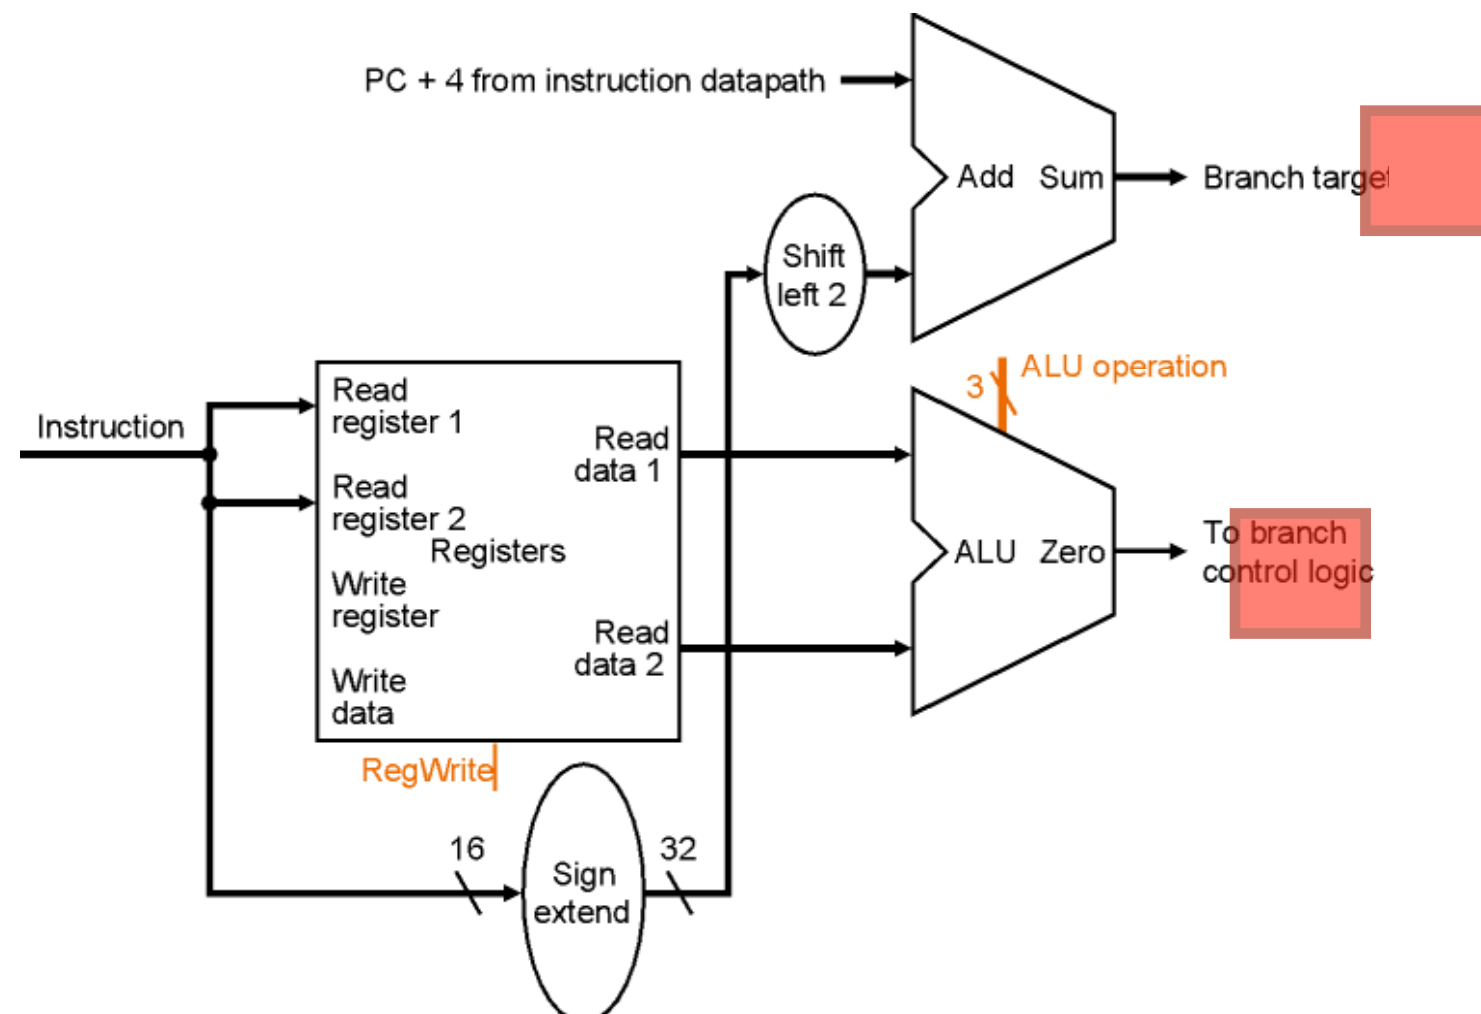 PC + 4 from instruction datapath
Add Sum
Branch target
Shift
left 2
ALU operation
3
Instruction
Read
register 1
Read
data 1
Read
register 2
Registers
ALU Zero
To branch
control logic
Write
register
Read
data 2
Write
data
RegWrite
16
32
Sign
extend